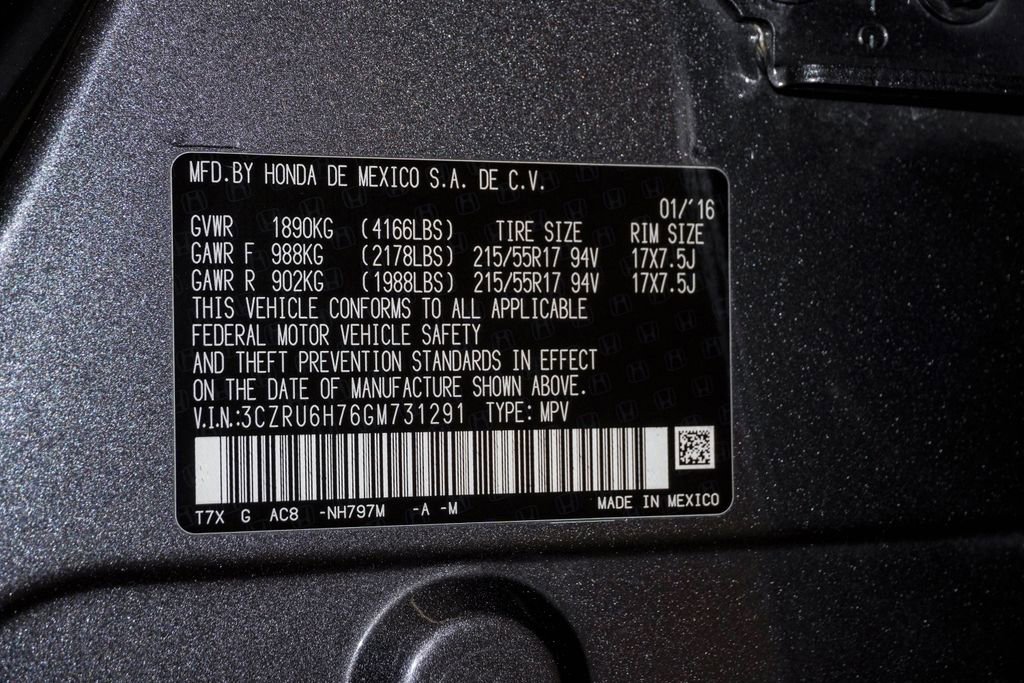 MFD.BY HONDA DE MEXICO S.A. DE C.V.
01/'16
GVWR 1890KG (4166LBS) TIRE SIZE RIM SIZE
GAWR F 988KG (2178LBS) 215/55R17 94V 17X7.5J
GAWR R 902KG (1988LBS) 215/55R17 94V 17X7.5J
THIS VEHICLE CONFORMS TO ALL APPLICABLE
FEDERAL MOTOR VEHICLE SAFETY
AND THEFT PREVENTION STANDARDS IN EFFECT
ON THE DATE OF MANUFACTURE SHOWN ABOVE.
V.I.N.:3CZRU6H76GM731291 TYPE: MPV
T7X G AC8 -NH797M -A -M MADE IN MEXICO